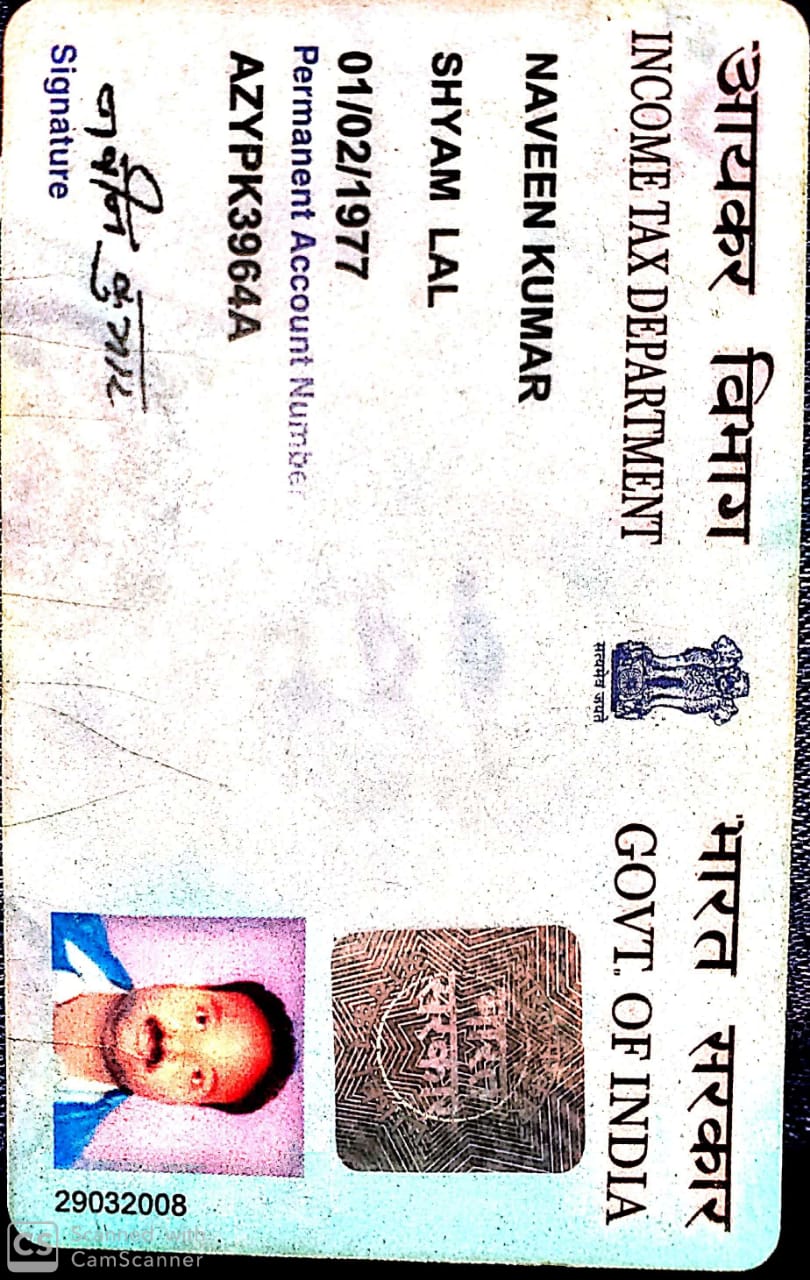 आयकर विभाग
INCOME TAX DEPARTMENT
सत्यमेव जयते
भारत सरकार
GOVT. OF INDIA
NAVEEN KUMAR
SHYAM LAL
01/02/1977
Permanent Account Number
AZYPK3964A
Signature
भारत
सरकार
29032008
CS
Scanned with
CamScanner